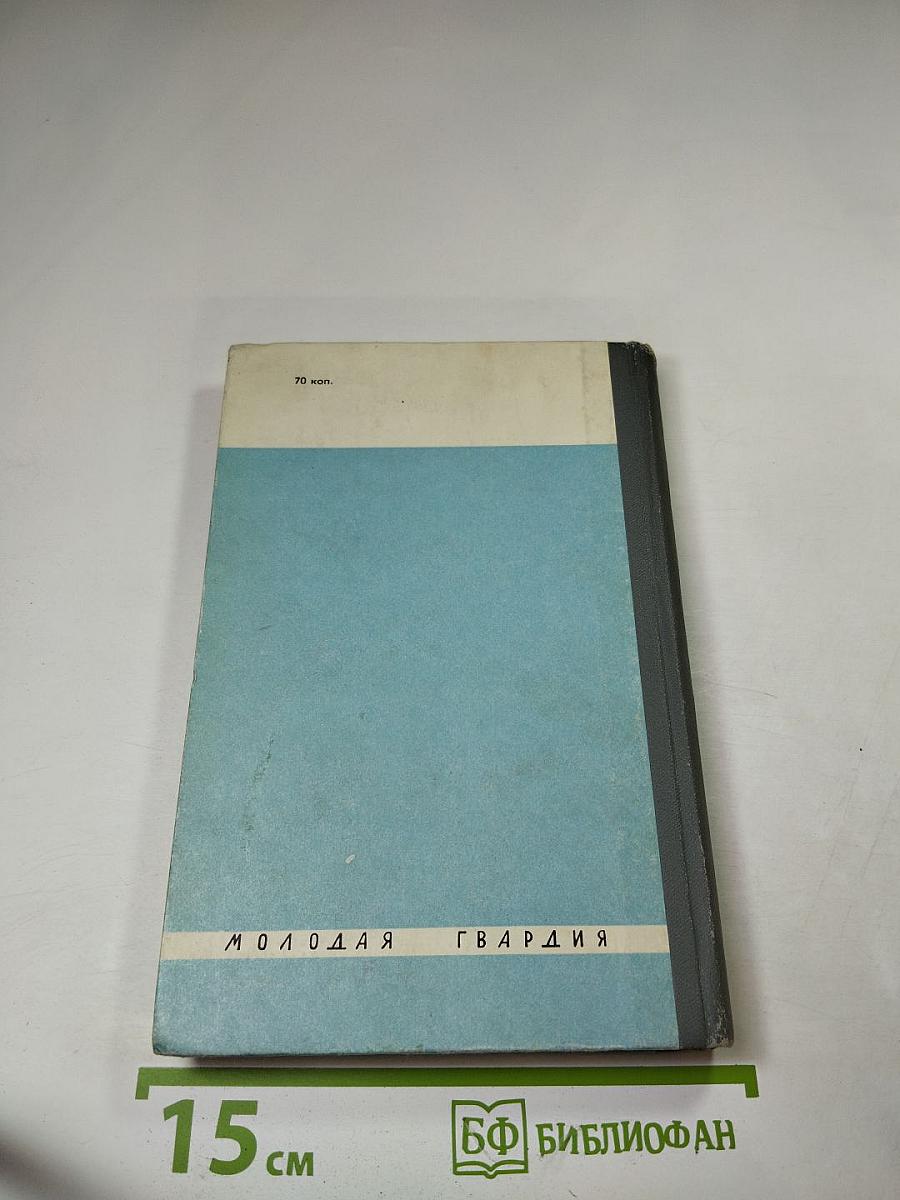 70 коп.
МОЛОДАЯ ГВАРДИЯ
15 см
БФ БИБЛИОФАН